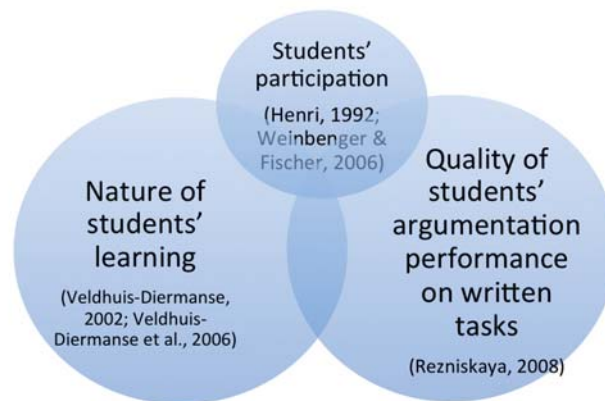 Students'
participation
(Henri, 1992;
Weinbenger &
Fischer, 2006)
Nature of
students'
learning
(Veldhuis-Diermanse,
2002; Veldhuis-
Diermanse et al., 2006)
Quality of
students'
argumentation
performance
on written
tasks
(Rezniskaya, 2008)